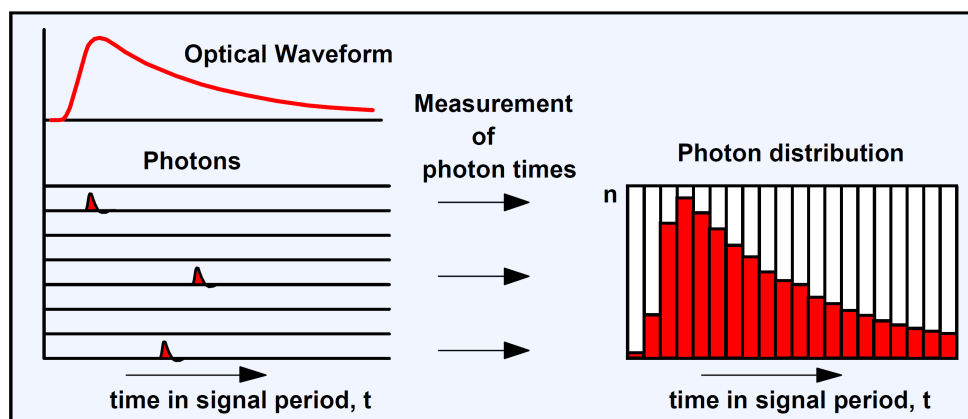 Optical Waveform
Measurement
of
photon times
Photons
Photon distribution
n
time in signal period, t
time in signal period, t